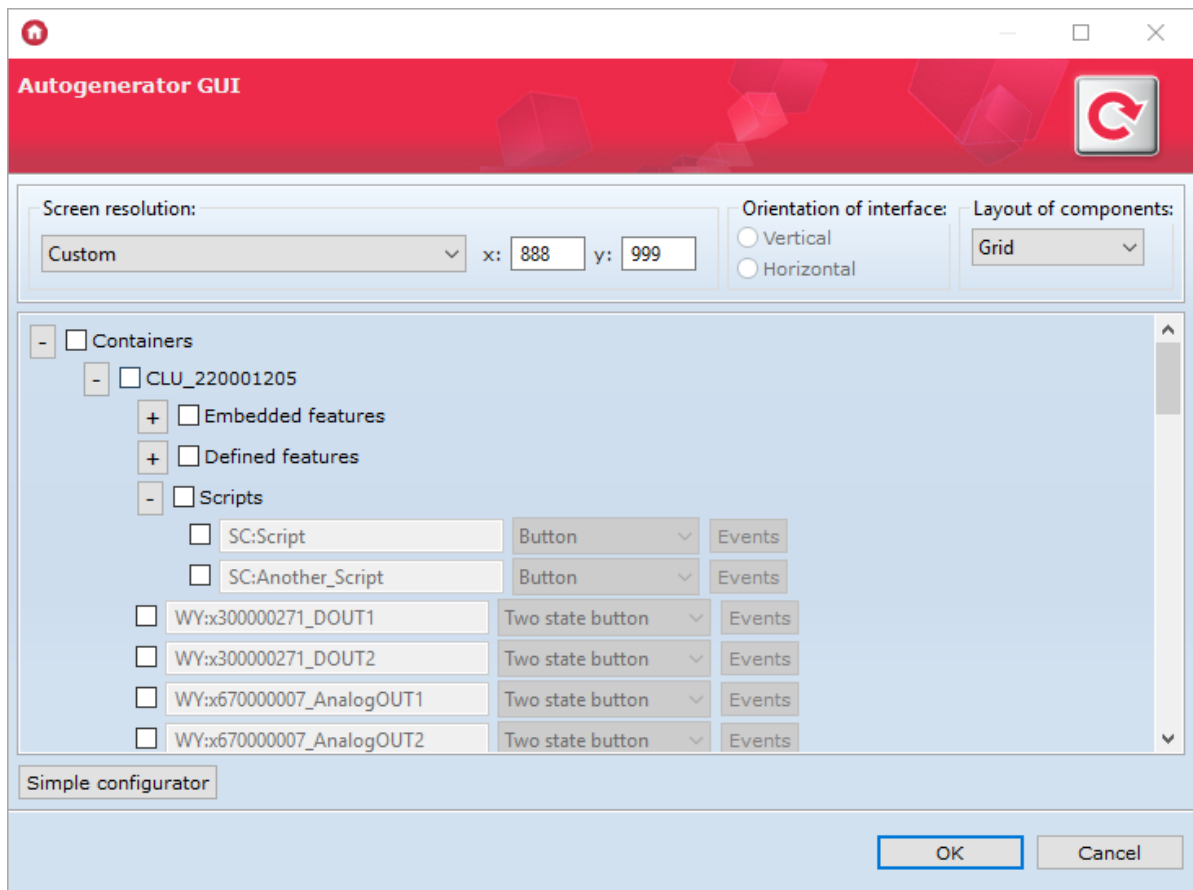 Autogenerator GUI
Screen resolution: Orientation of interface: Layout of components:
Custom x: 888 y: 999 Vertical Grid
Horizontal
- Containers
- CLU_220001205
+ Embedded features
+ Defined features
- Scripts
SC:Script Button Events
SC:Another_Script Button Events
WY:x300000271_DOUT1 Two state button Events
WY:x300000271_DOUT2 Two state button Events
WY:x670000007_AnalogOUT1 Two state button Events
WY:x670000007_AnalogOUT2 Two state button Events
Simple configurator
OK Cancel